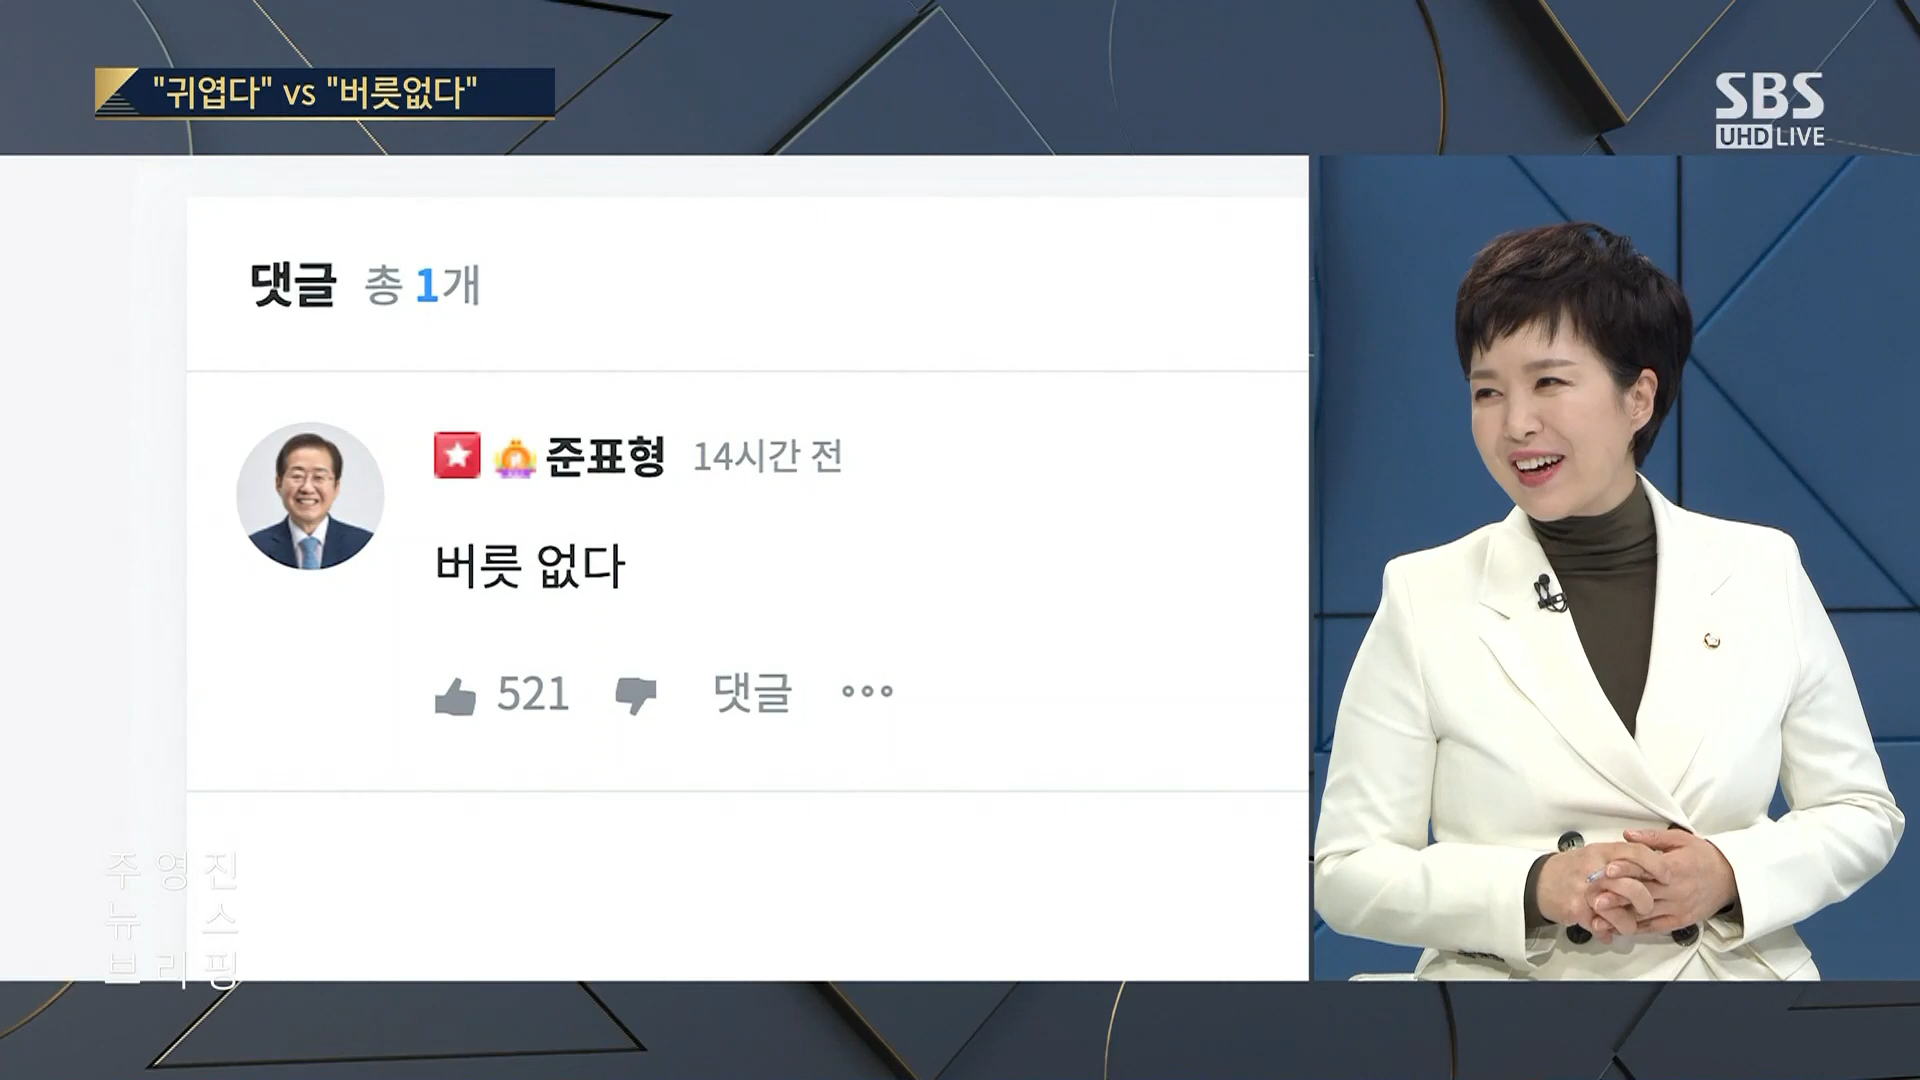 "귀엽다" vs "버릇없다"
SBS
UHD LIVE
댓글 총 1개
준표형 14시간 전
버릇 없다
521 댓글
주영진
뉴스
브리핑